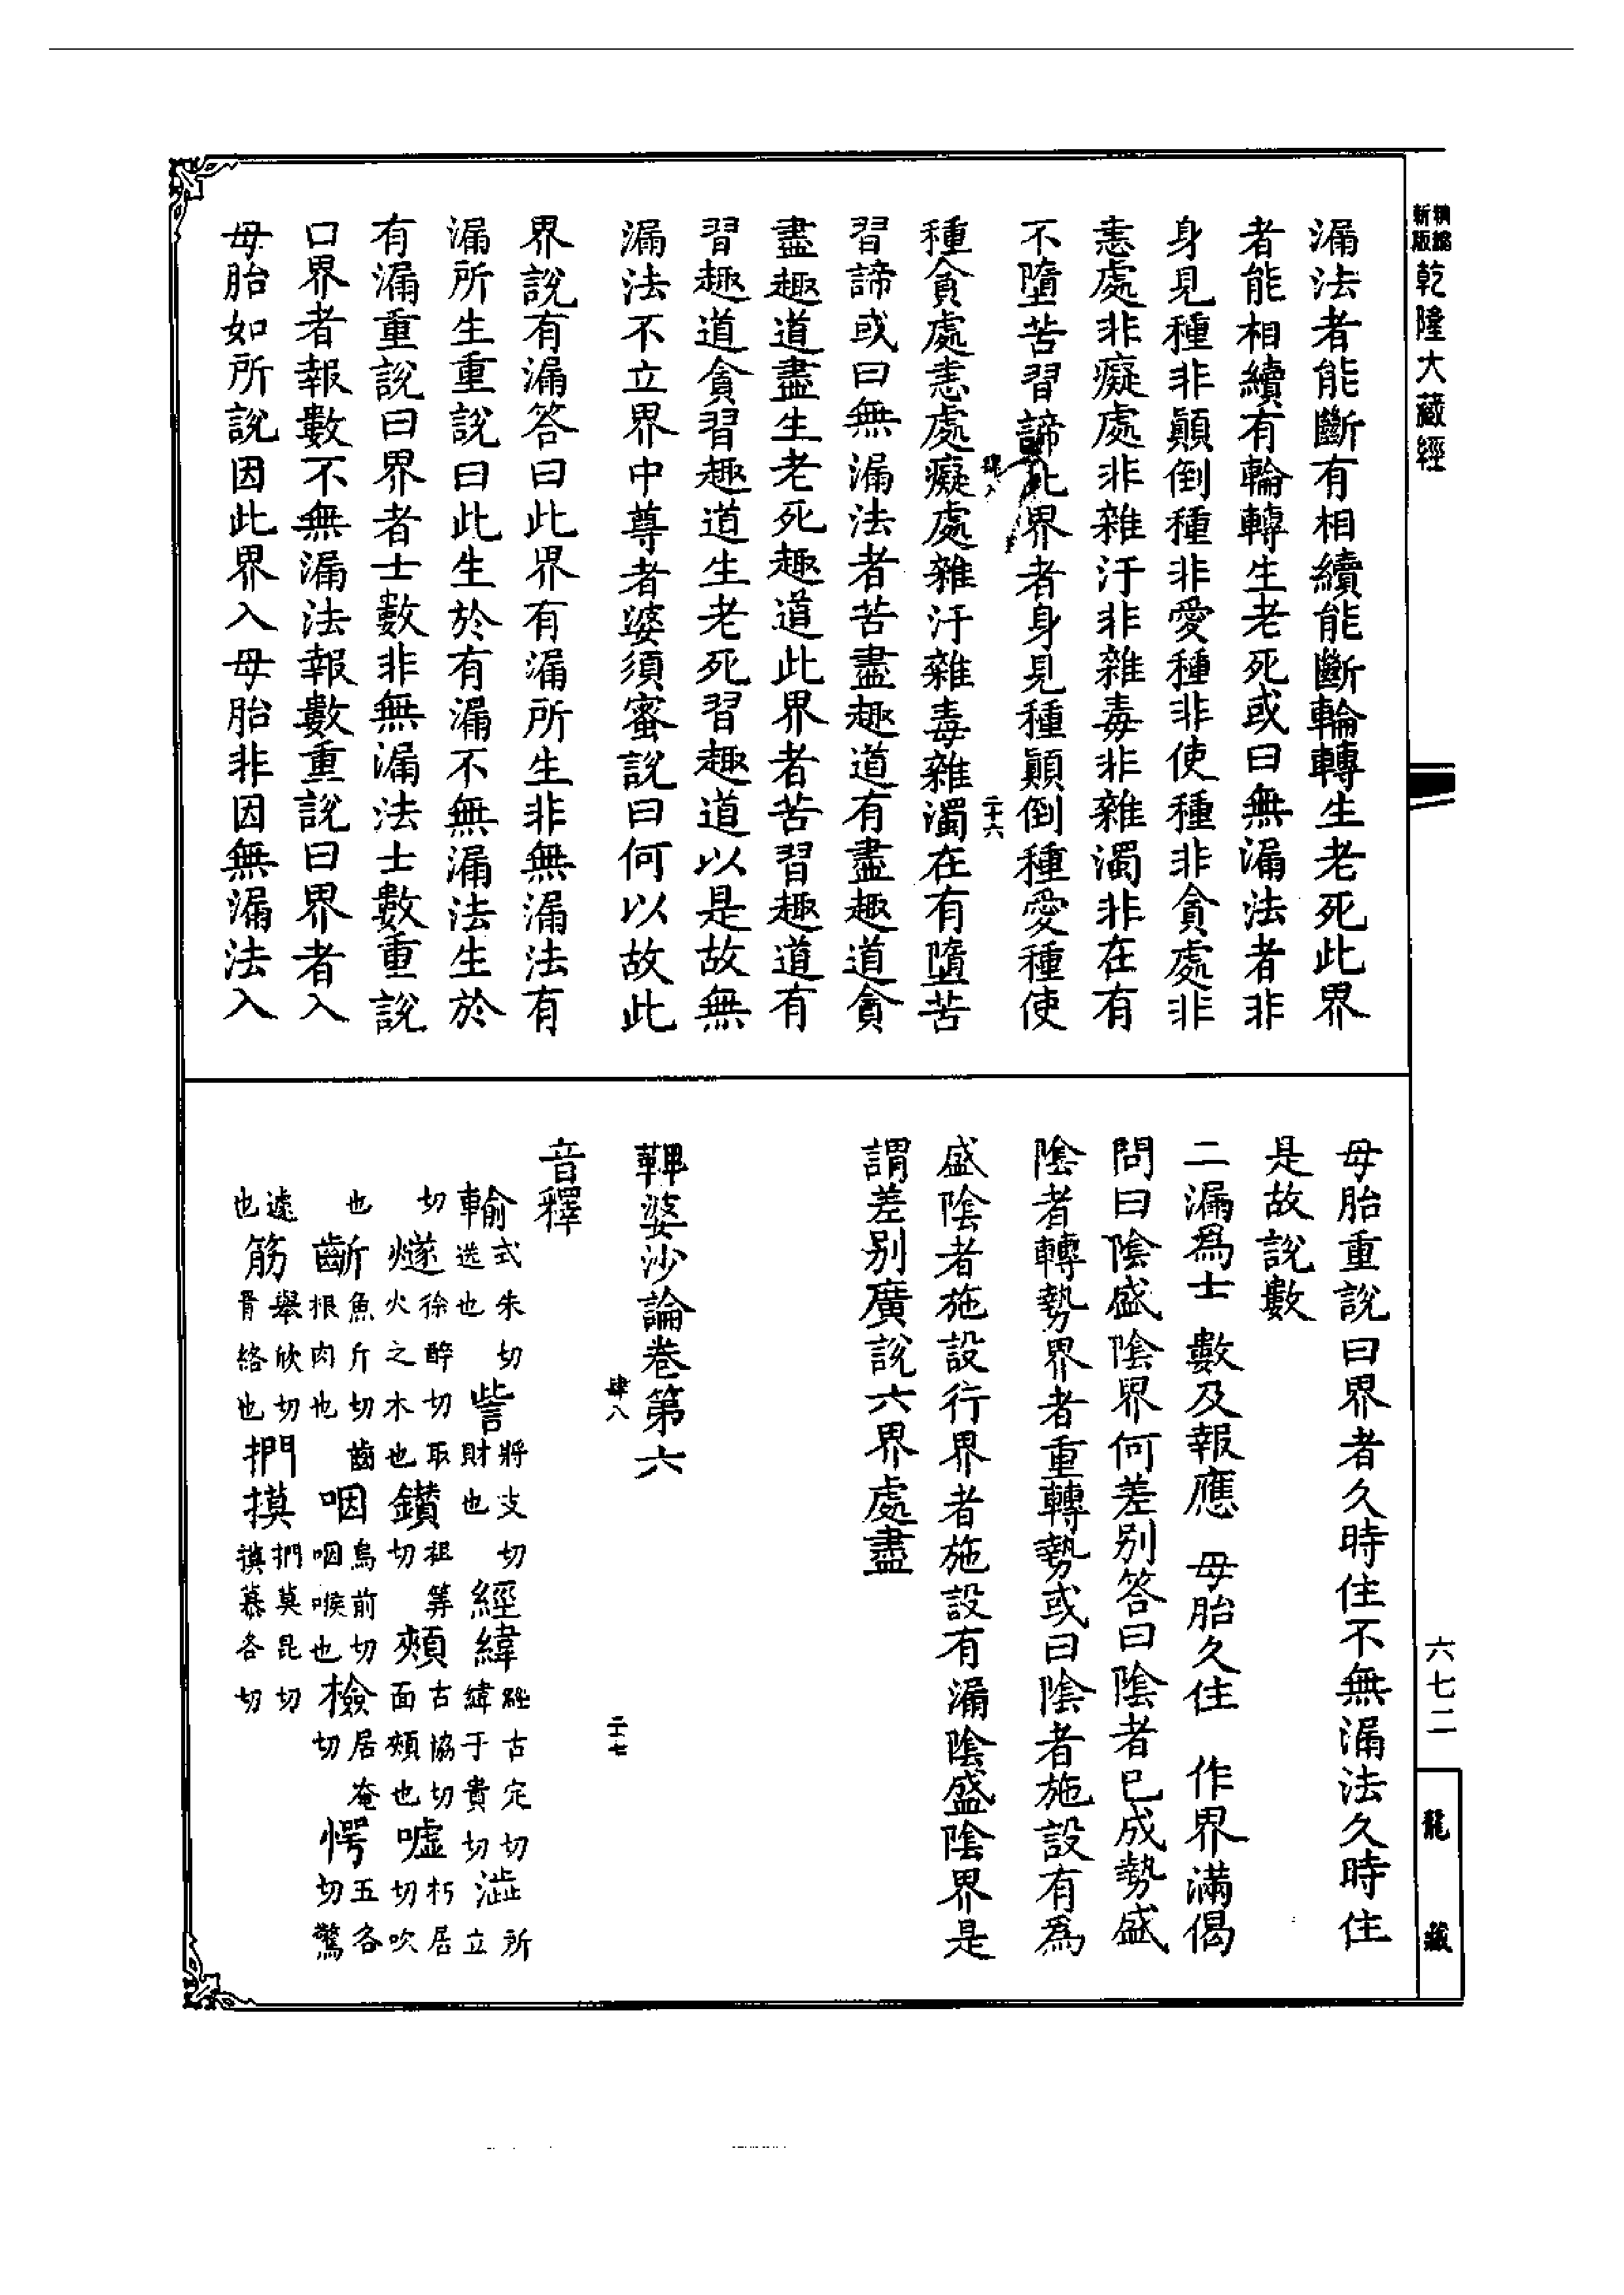 精編新版
乾隆大藏經
漏法者能斷有相續能斷輪轉生老死此界
者能相續有輪轉生老死或曰無漏法者非
身見種非顛倒種非愛種非使種非貪處非
恚處非癡處非雜汙非雜毒非雜濁非在有
不墮苦習諦此界者身見種顛倒種愛種使
種貪處恚處癡處雜汙雜毒雜濁在有墮苦
習諦或曰無漏法者苦盡趣道有盡趣道貪
盡趣道盡生老死趣道此界者苦習趣道有
習趣道貪習趣道生老死習趣道以是故無
漏法不立界中尊者婆須蜜說曰何以故此
界說有漏答曰此界有漏所生非無漏法有
漏所生重說曰此生於有漏不無漏法生於
有漏重說曰界者士數非無漏法士數重說
口界者報數不無漏法報數重說曰界者入
母胎如所說因此界入母胎非因無漏法入
肆八
二十六
母胎重說曰界者久時住不無漏法久時住
是故說數
二漏為士 數及報應 母胎久住 作界滿偈
問曰陰盛陰界何差別答曰陰者已成勢盛
陰者轉勢界者重轉勢或曰陰者施設有為
盛陰者施設行界者施設有漏陰盛陰界是
謂差別廣說六界處盡
鞞婆沙論卷第六
肆八
二十七
音釋
輸 式朱切送也 訾 將支切財也 經緯 經古定切緯于貴切 澁 所立
切 燧 徐醉切取火之木也 鑚 祖筭切 頰 古協切面頰也 噓 朽居切吹
也 齗 魚斤切齒根肉也 咽 烏前切咽喉也 檢 居奄切 愕 五各切驚
遽也 筋 舉欣切骨絡也 捫摸 捫莫昆切摸慕各切
六七二
龍藏